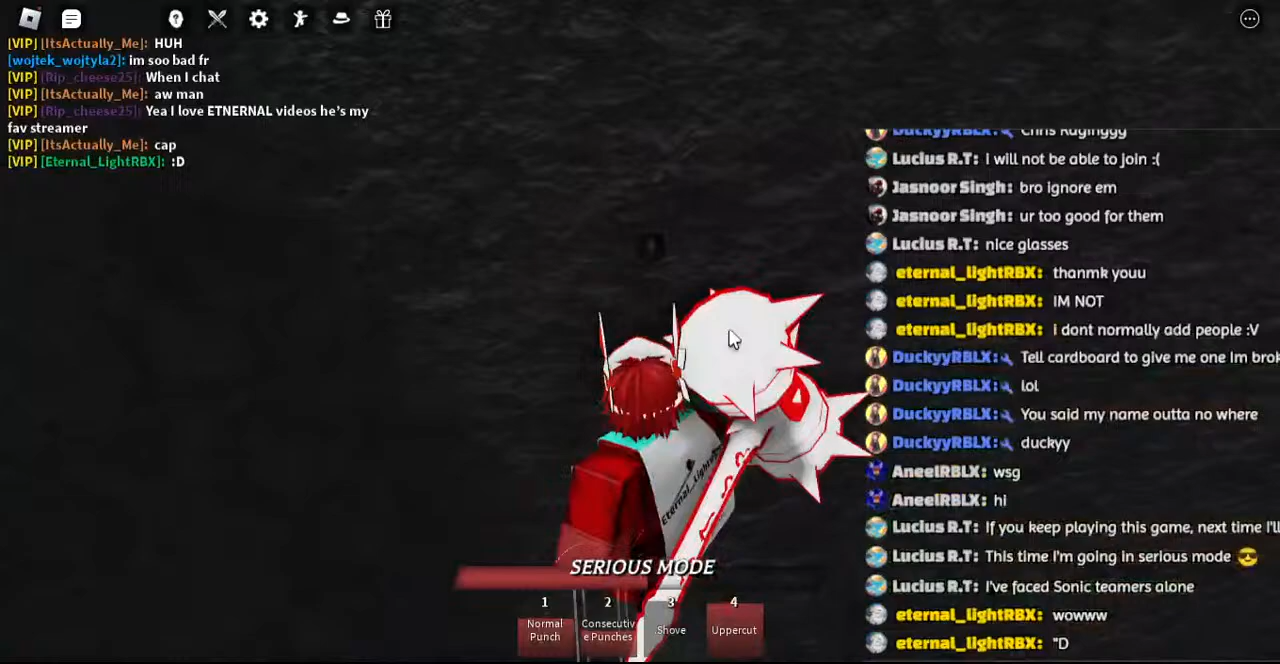 [VIP] [ItsActually_Me]: HUH
[wojtek_wojtyla2]: im soo bad fr
[VIP] [Rip_cheese25]: When I chat
[VIP] [ItsActually_Me]: aw man
[VIP] [Rip_cheese25]: Yea I love ETNERNAL videos he's my
fav streamer
[VIP] [ItsActually_Me]: cap
[VIP] [Eternal_LightRBX]: :D
DuckyyRBLX: Chris Raginggg
Lucius R.T: I will not be able to join :(
Jasnoor Singh: bro ignore em
Jasnoor Singh: ur too good for them
Lucius R.T: nice glasses
eternal_lightRBX: thanmk youu
eternal_lightRBX: IM NOT
eternal_lightRBX: i dont normally add people :V
DuckyyRBLX: Tell cardboard to give me one Im brok
DuckyyRBLX: lol
DuckyyRBLX: You said my name outta no where
DuckyyRBLX: duckyy
AneelRBLX: wsg
AneelRBLX: hi
Lucius R.T: If you keep playing this game, next time I'll
Lucius R.T: This time I'm going in serious mode 😎
Lucius R.T: I've faced Sonic teamers alone
eternal_lightRBX: wowww
eternal_lightRBX: "D
SERIOUS MODE
1 2 3 4
Normal Punch
Consecutive Punches
Shove
Uppercut